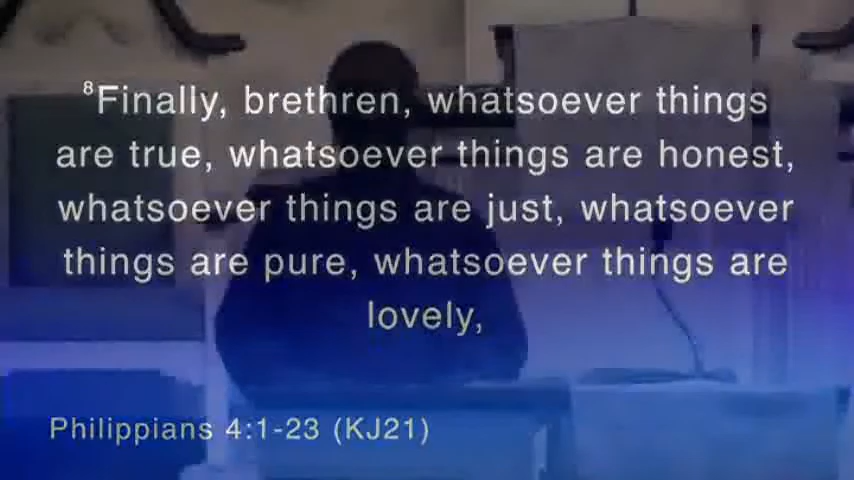 ⁸Finally, brethren, whatsoever things
are true, whatsoever things are honest,
whatsoever things are just, whatsoever
things are pure, whatsoever things are
lovely,
Philippians 4:1-23 (KJ21)